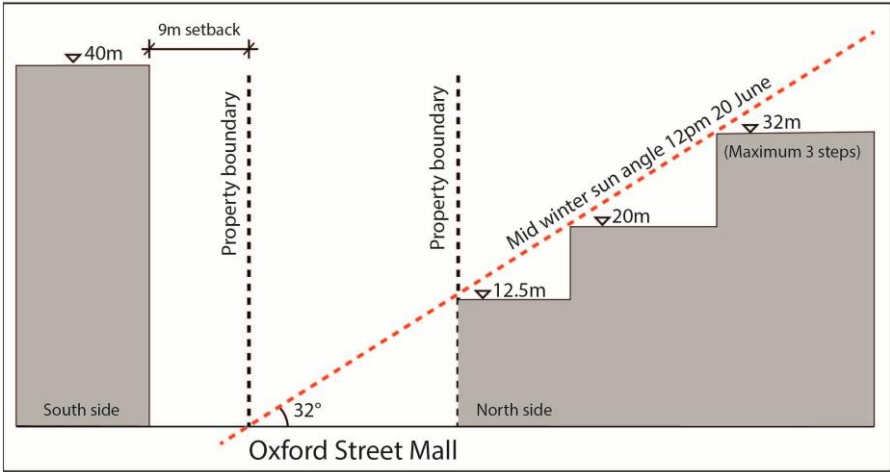 9m setback
40m
Property boundary
Property boundary
Mid winter sun angle 12pm 20 June
32m
(Maximum 3 steps)
20m
12.5m
South side
32°
North side
Oxford Street Mall